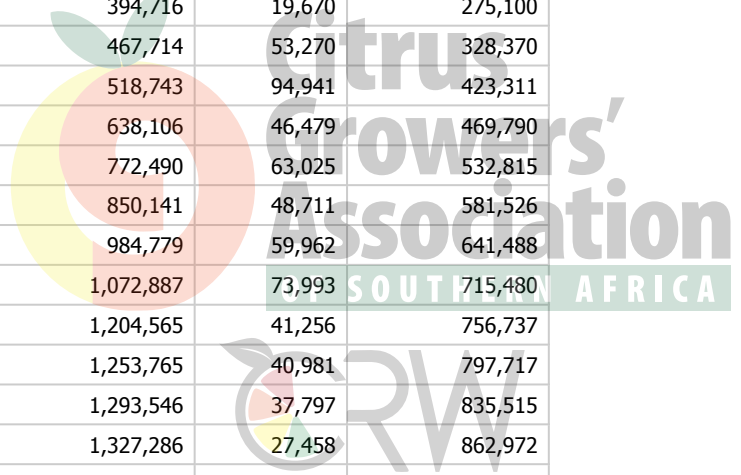 394,716 19,670 275,100
467,714 53,270 328,370
518,743 94,941 423,311
638,106 46,479 469,790
772,490 63,025 532,815
850,141 48,711 581,526
984,779 59,962 641,488
1,072,887 73,993 715,480
1,204,565 41,256 756,737
1,253,765 40,981 797,717
1,293,546 37,797 835,515
1,327,286 27,458 862,972
Citrus
Growers'
Association
OF SOUTHERN AFRICA
CRW